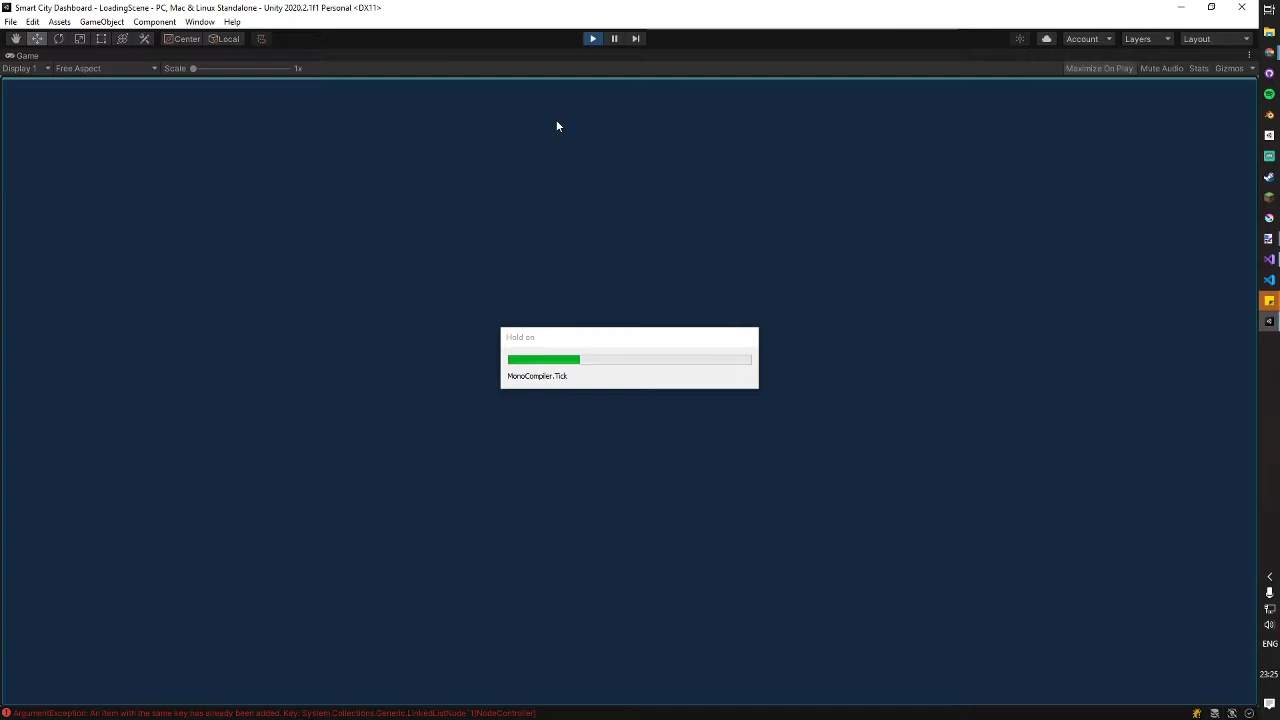 Smart City Dashboard - LoadingScene - PC, Mac & Linux Standalone - Unity 2020.2.1f1 Personal <DX11>
File Edit Assets GameObject Component Window Help
Center Local Account Layers Layout
Game
Display 1 Free Aspect Scale 1x Maximize On Play Mute Audio Stats Gizmos
Hold on
MonoCompiler.Tick
ENG
23:25
ArgumentException: An item with the same key has already been added. Key: System.Collections.Generic.LinkedListNode`1[NodeController]